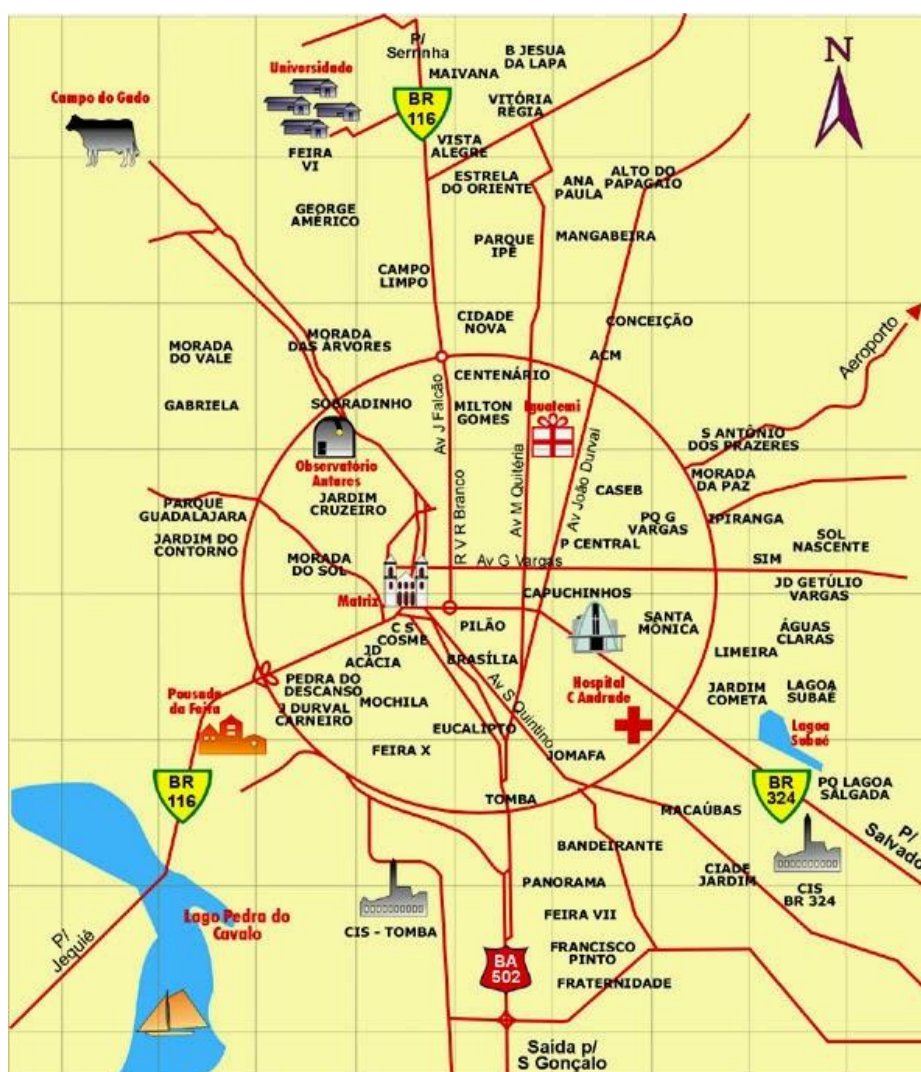 P/
Serrinha
B JESUA
DA LAPA
N
Universidade
MAIVANA
Campo do Gado
BR
116
VITÓRIA
RÉGIA
FEIRA
VI
VISTA
ALEGRE
ESTRELA
DO ORIENTE
ANA
PAULA
ALTO DO
PAPAGAIO
GEORGE
AMÉRICO
PARQUE
IPÊ
MANGABEIRA
CAMPO
LIMPO
CIDADE
NOVA
CONCEIÇÃO
MORADA
DO VALE
MORADA
DAS ÁRVORES
ACM
Aeroporto
CENTENÁRIO
GABRIELA
SOBRADINHO
MILTON
GOMES
Iguatemi
Av J Falcão
Av M Quitéria
Av João Durval
S ANTÔNIO
DOS PRAZERES
Observatório
Antares
MORADA
DA PAZ
JARDIM
CRUZEIRO
CASEB
PARQUE
GUADALAJARA
R V R Branco
PQ G
VARGAS
IPIRANGA
JARDIM DO
CONTORNO
P CENTRAL
SOL
NASCENTE
MORADA
DO SOL
Av G Vargas
SIM
Matriz
CAPUCHINHOS
JD GETÚLIO
VARGAS
C S
COSME
PILÃO
SANTA
MÔNICA
ÁGUAS
CLARAS
JD
ACÁCIA
BRASÍLIA
LIMEIRA
PEDRA DO
DESCANSO
Av S Quintino
Hospital
C Andrade
JARDIM
COMETA
LAGOA
SUBAÉ
Pousada
da Feira
J DURVAL
CARNEIRO
MOCHILA
EUCALIPTO
Lagoa
Subaé
FEIRA X
JOMAFA
BR
116
BR
324
PQ LAGOA
SALGADA
TOMBA
MACAÚBAS
P/
Salvador
BANDEIRANTE
CIADE
JARDIM
PANORAMA
CIS
BR 324
Lago Pedra do
Cavalo
FEIRA VII
CIS - TOMBA
P/
Jequié
BA
502
FRANCISCO
PINTO
FRATERNIDADE
Saída p/
S Gonçalo